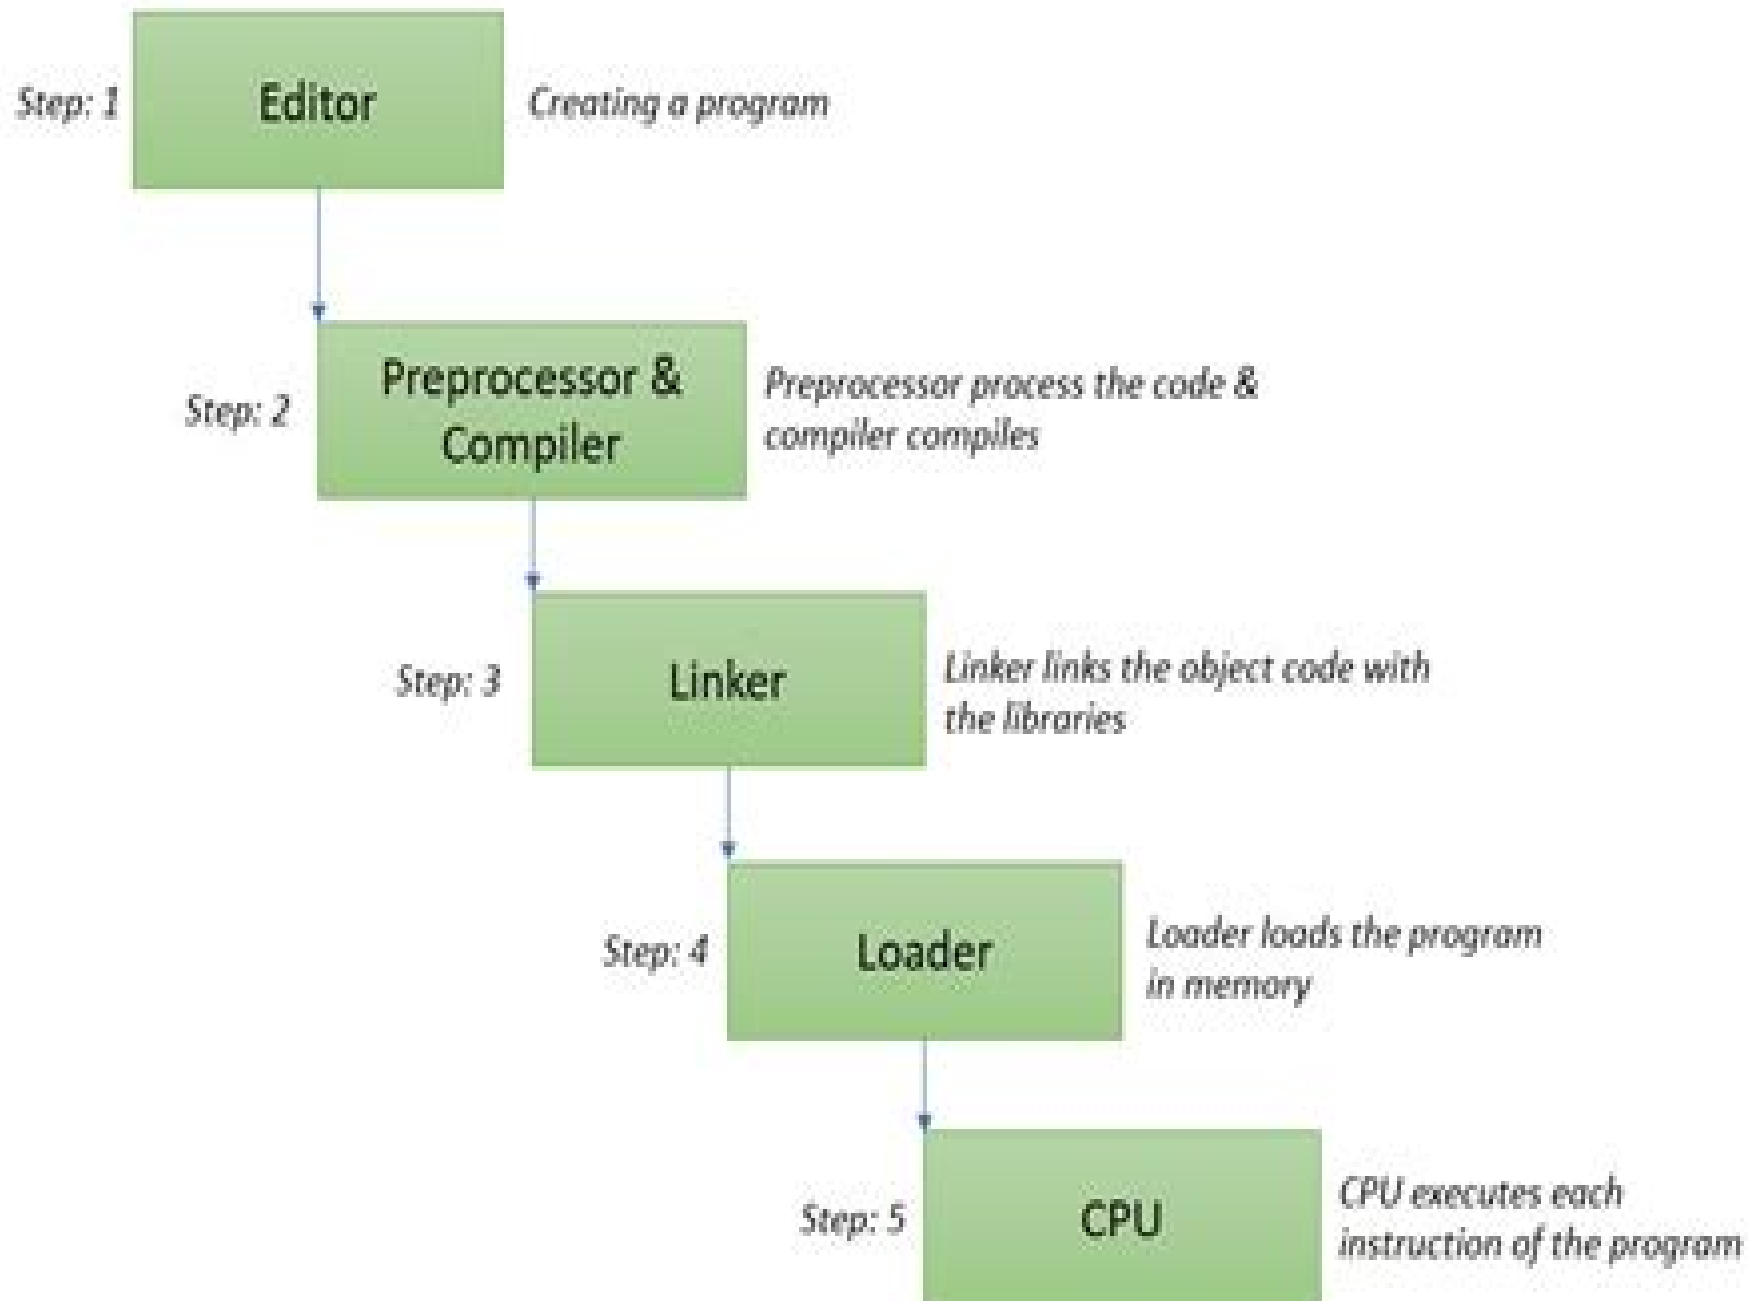 Step: 1
Editor
Creating a program
Step: 2
Preprocessor &
Compiler
Preprocessor process the code &
compiler compiles
Step: 3
Linker
Linker links the object code with
the libraries
Step: 4
Loader
Loader loads the program
in memory
Step: 5
CPU
CPU executes each
instruction of the program